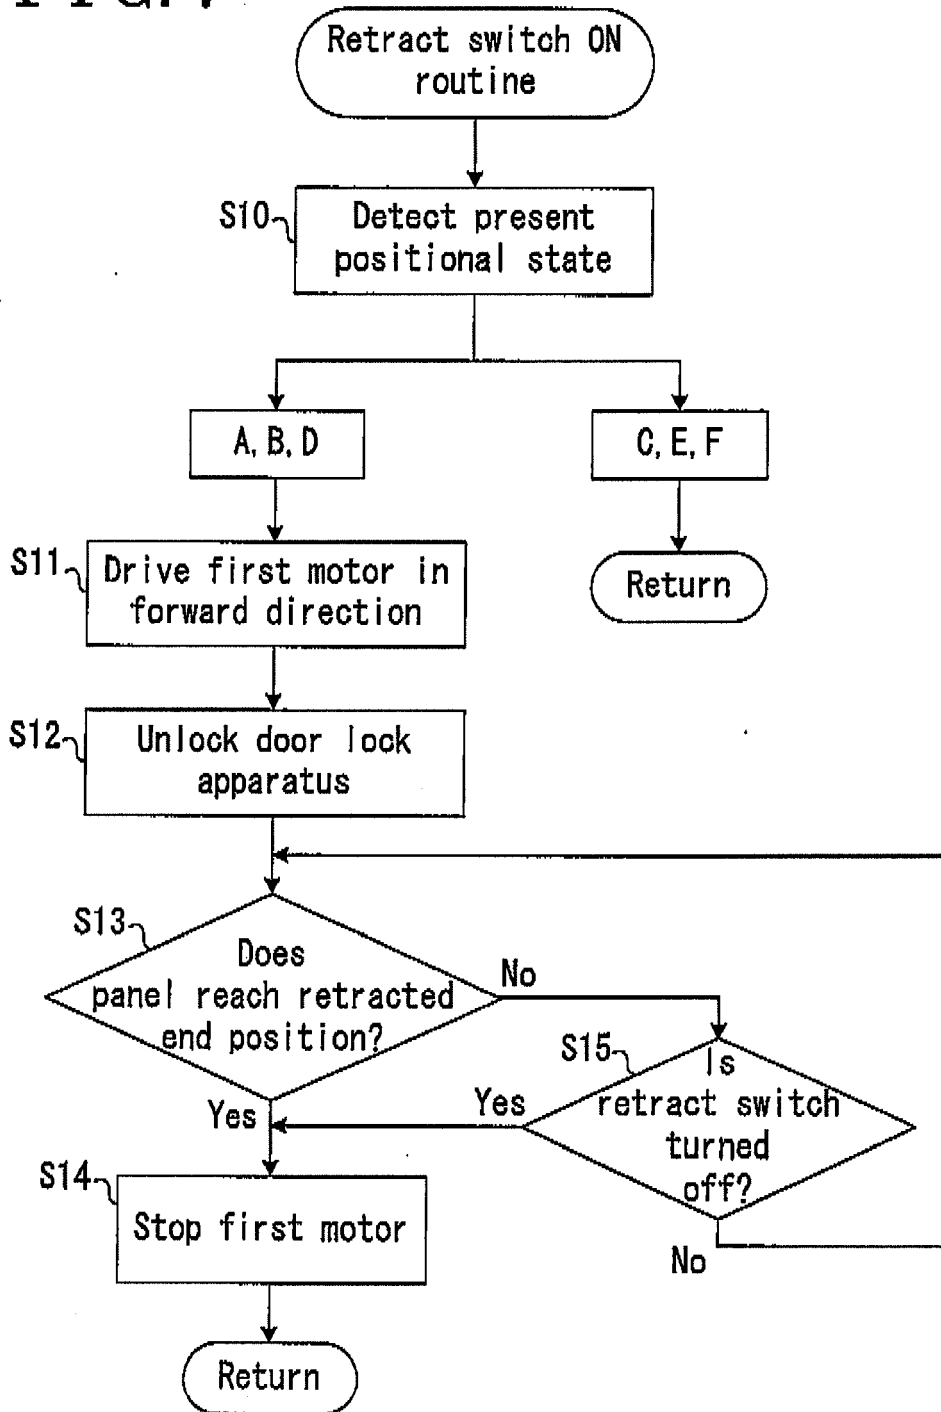 Retract switch ON
routine
S10
Detect present
positional state
A, B, D
C, E, F
S11
Drive first motor in
forward direction
Return
S12
Unlock door lock
apparatus
S13
Does
panel reach retracted
end position?
No
S15
Is
retract switch
turned
off?
Yes
Yes
S14
Stop first motor
No
Return